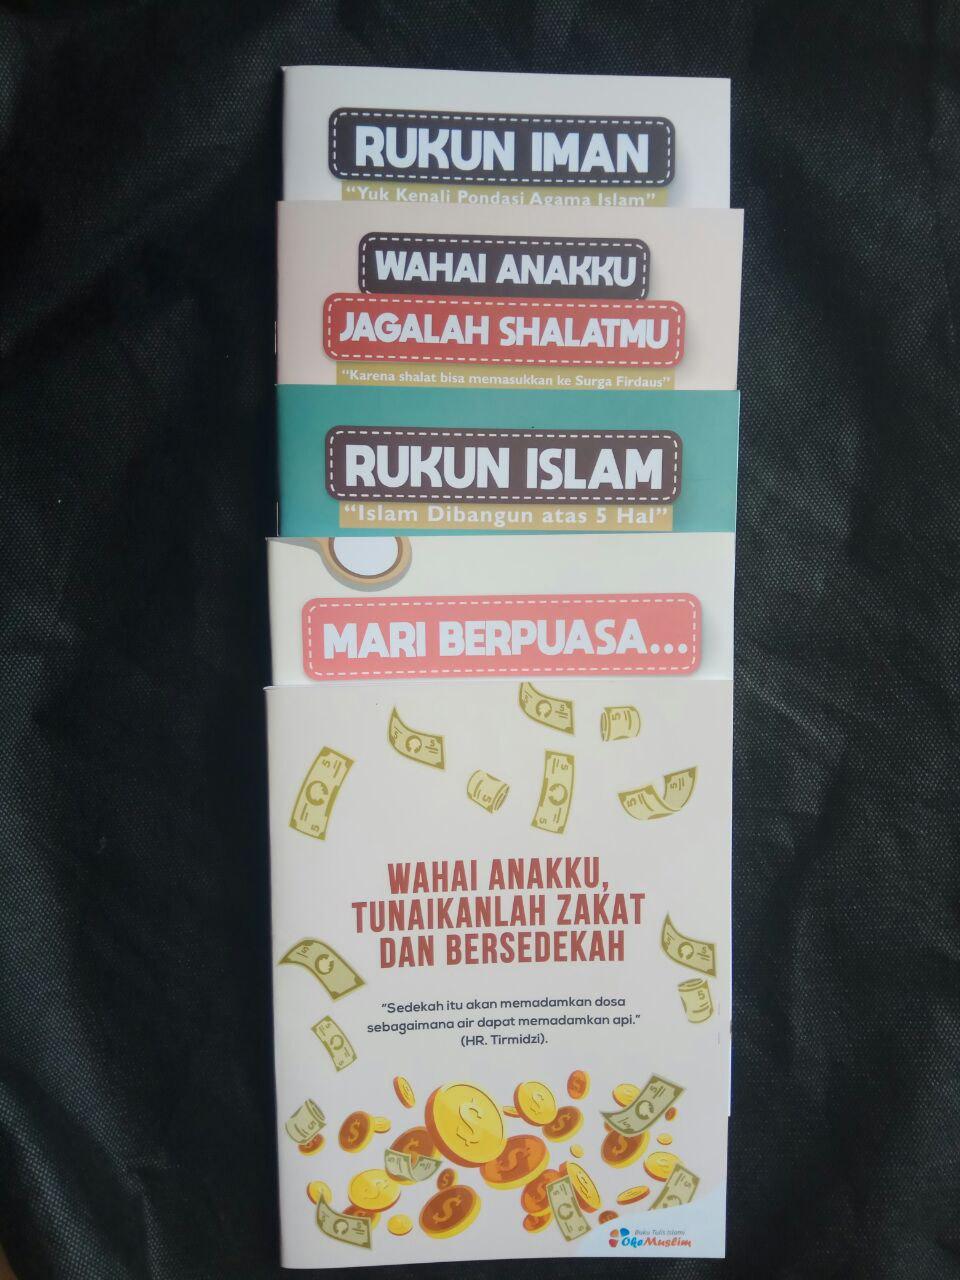 RUKUN IMAN
“Yuk Kenali Pondasi Agama Islam”
WAHAI ANAKKU
JAGALAH SHALATMU
“Karena shalat bisa memasukkan ke Surga Firdaus”
RUKUN ISLAM
“Islam Dibangun atas 5 Hal”
MARI BERPUASA...
WAHAI ANAKKU,
TUNAIKANLAH ZAKAT
DAN BERSEDEKAH
“Sedekah itu akan memadamkan dosa
sebagaimana air dapat memadamkan api.”
(HR. Tirmidzi).
Buku Tulis Islami
OkeMuslim